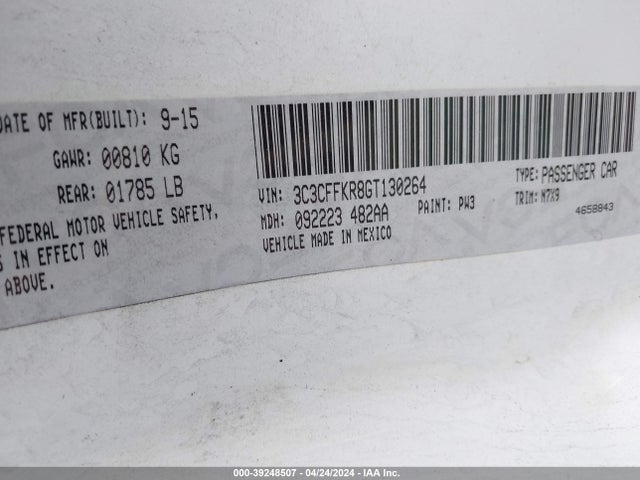 DATE OF MFR(BUILT): 9-15
GAWR: 00810 KG
REAR: 01785 LB
FEDERAL MOTOR VEHICLE SAFETY,
S IN EFFECT ON
ABOVE.
VIN: 3C3CFFKR8GT130264
TYPE: PASSENGER CAR
MDH: 092223 482AA
PAINT: PW3
TRIM: M7X9
VEHICLE MADE IN MEXICO
4658843
000-39248507 - 04/24/2024 - IAA Inc.